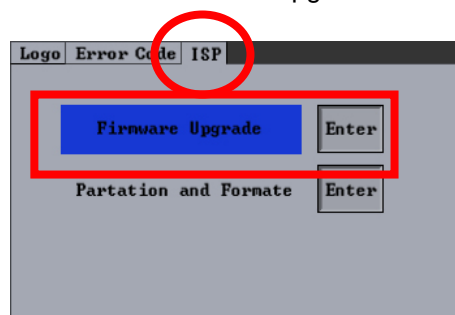 Logo Error Code ISP
Firmware Upgrade Enter
Partation and Formate Enter